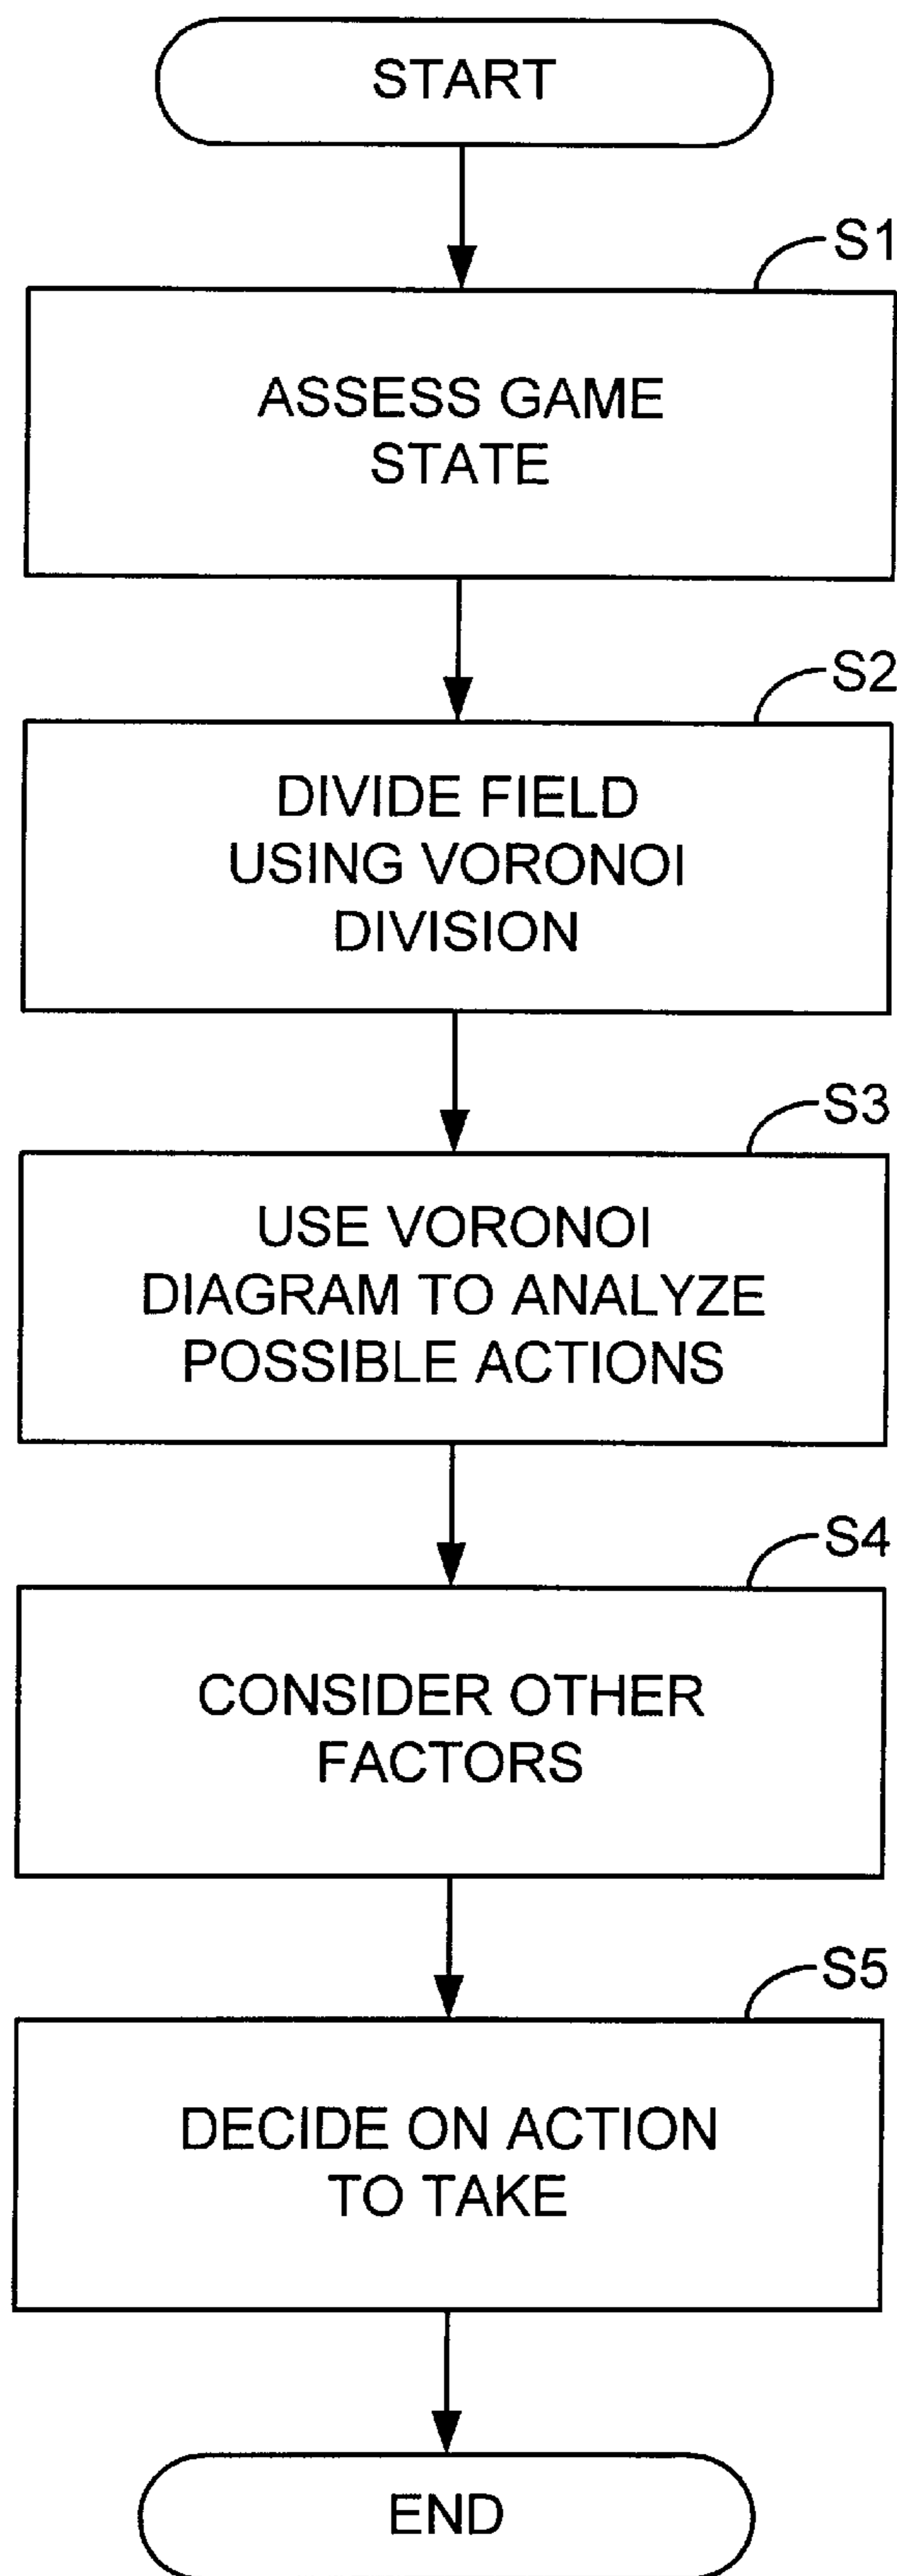 START
S1
ASSESS GAME
STATE
S2
DIVIDE FIELD
USING VORONOI
DIVISION
S3
USE VORONOI
DIAGRAM TO ANALYZE
POSSIBLE ACTIONS
S4
CONSIDER OTHER
FACTORS
S5
DECIDE ON ACTION
TO TAKE
END